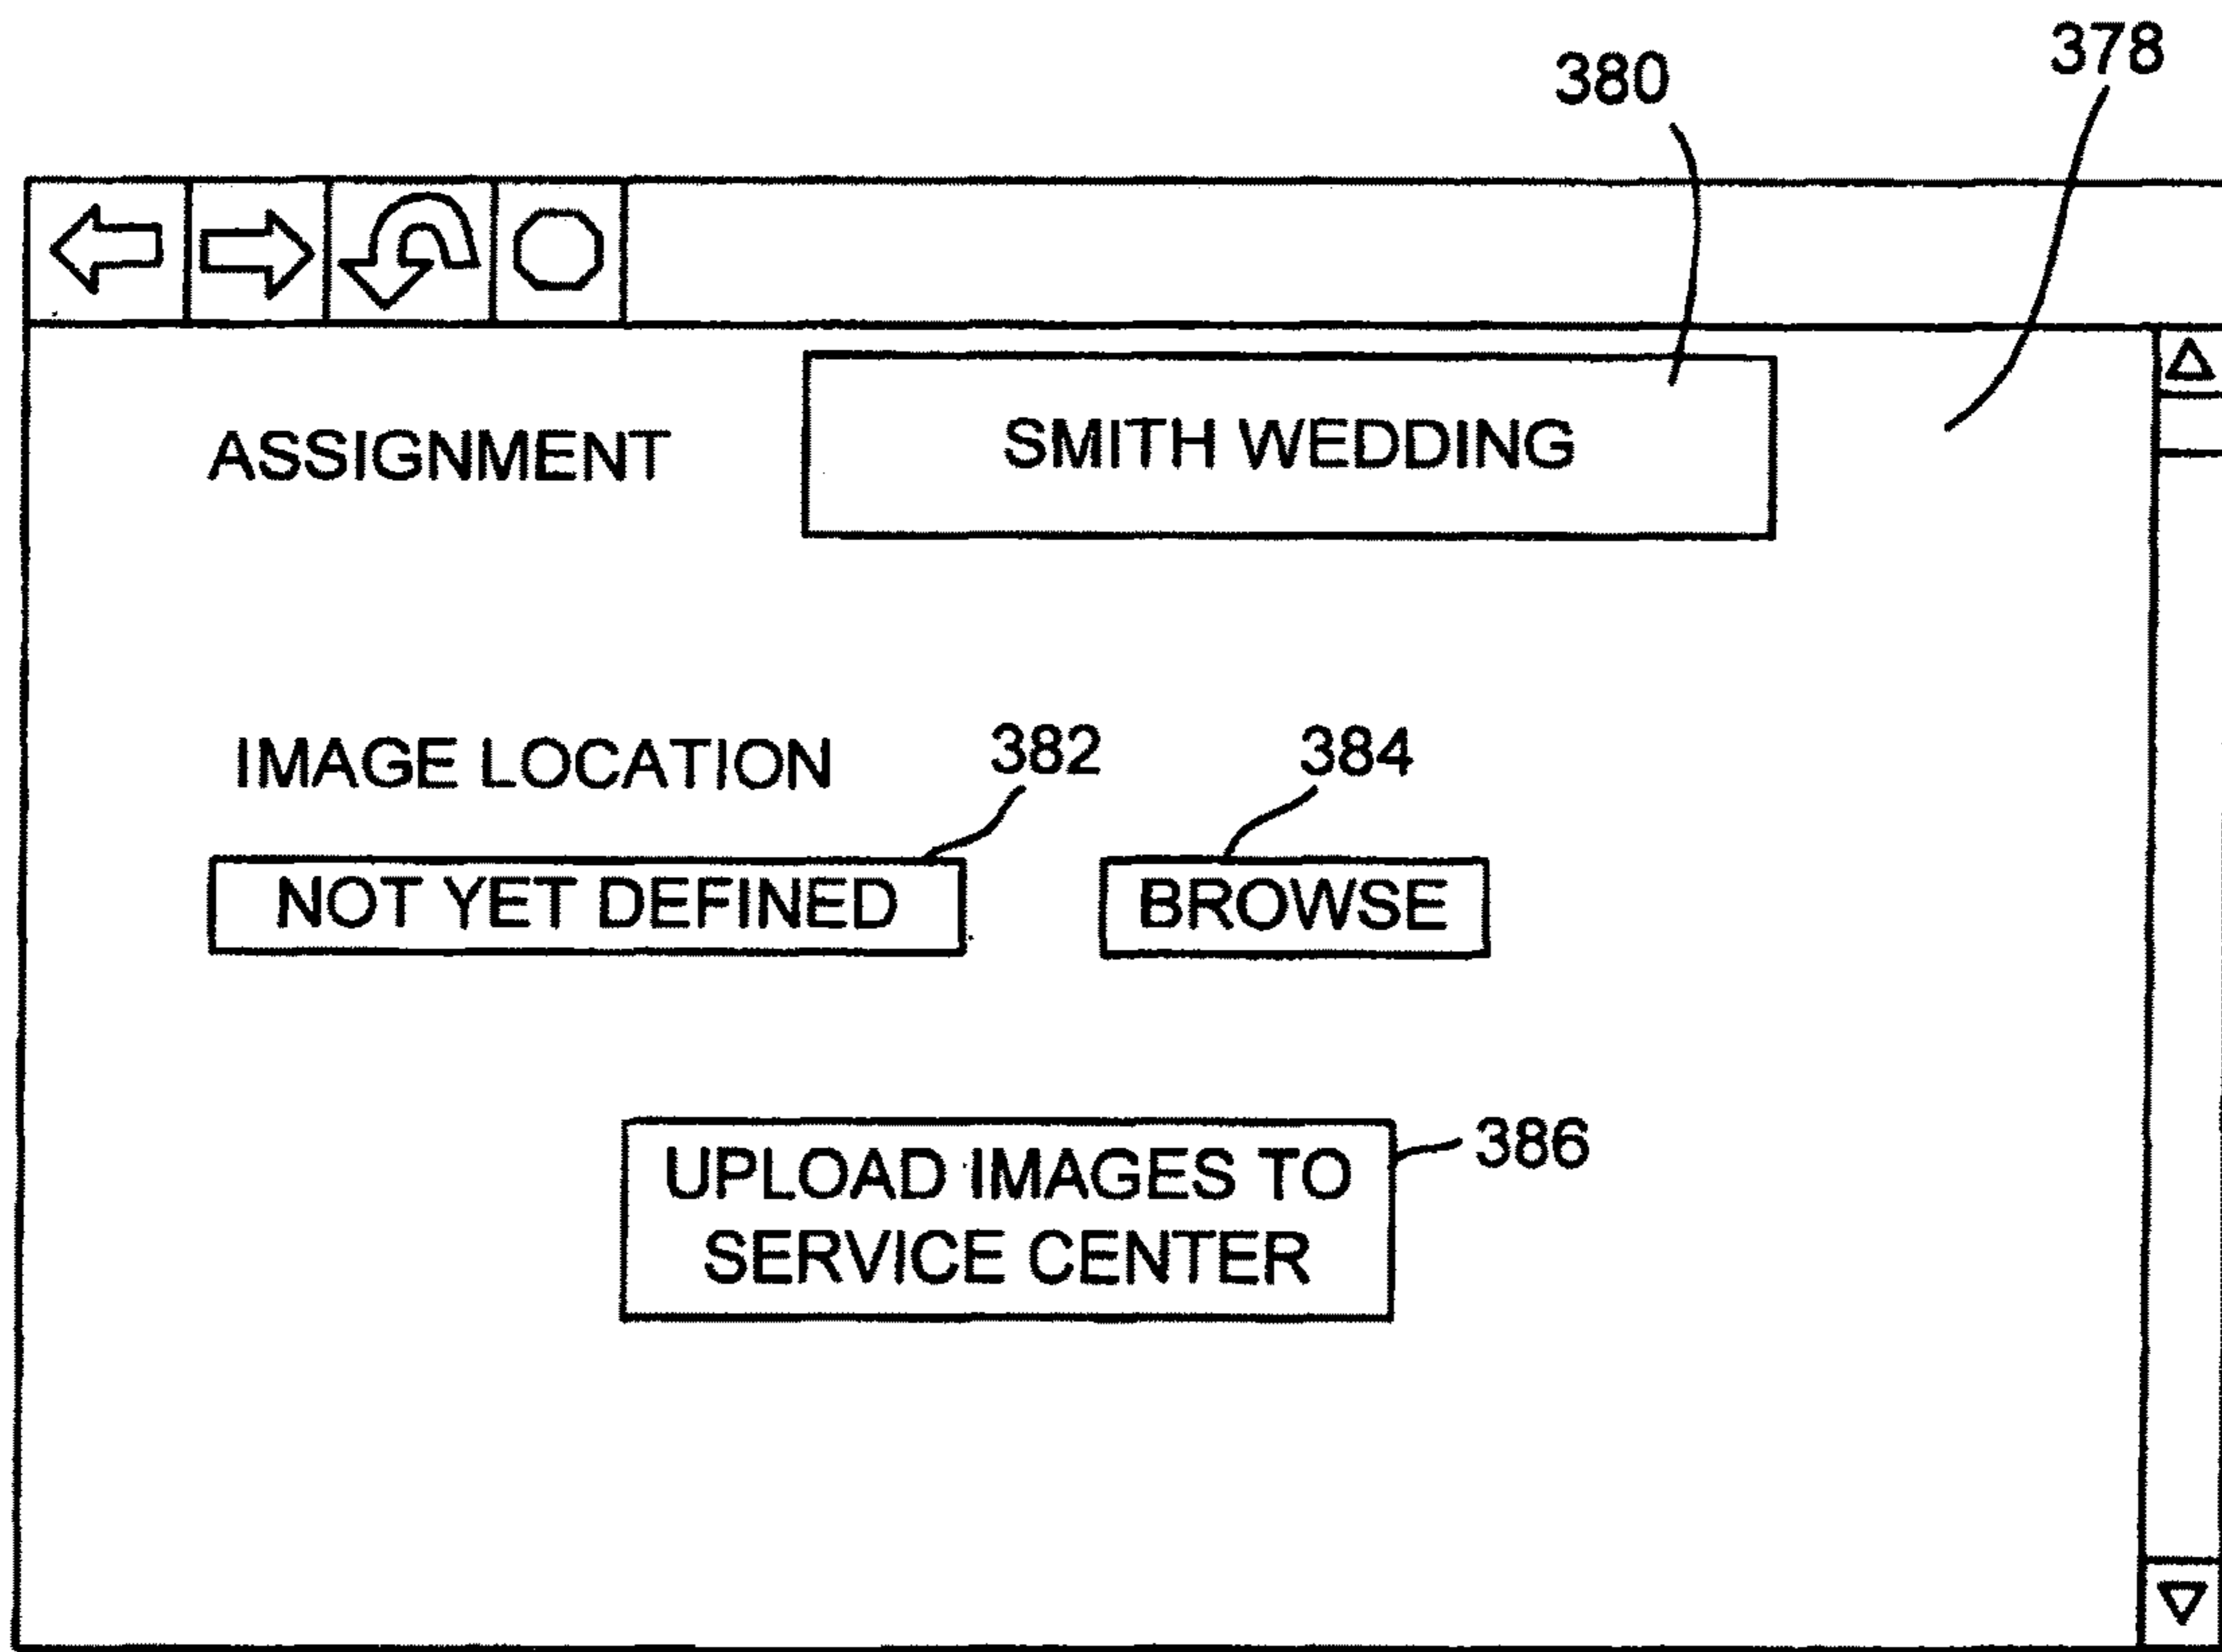 378
380
ASSIGNMENT
SMITH WEDDING
IMAGE LOCATION
382
384
NOT YET DEFINED
BROWSE
UPLOAD IMAGES TO
SERVICE CENTER
386